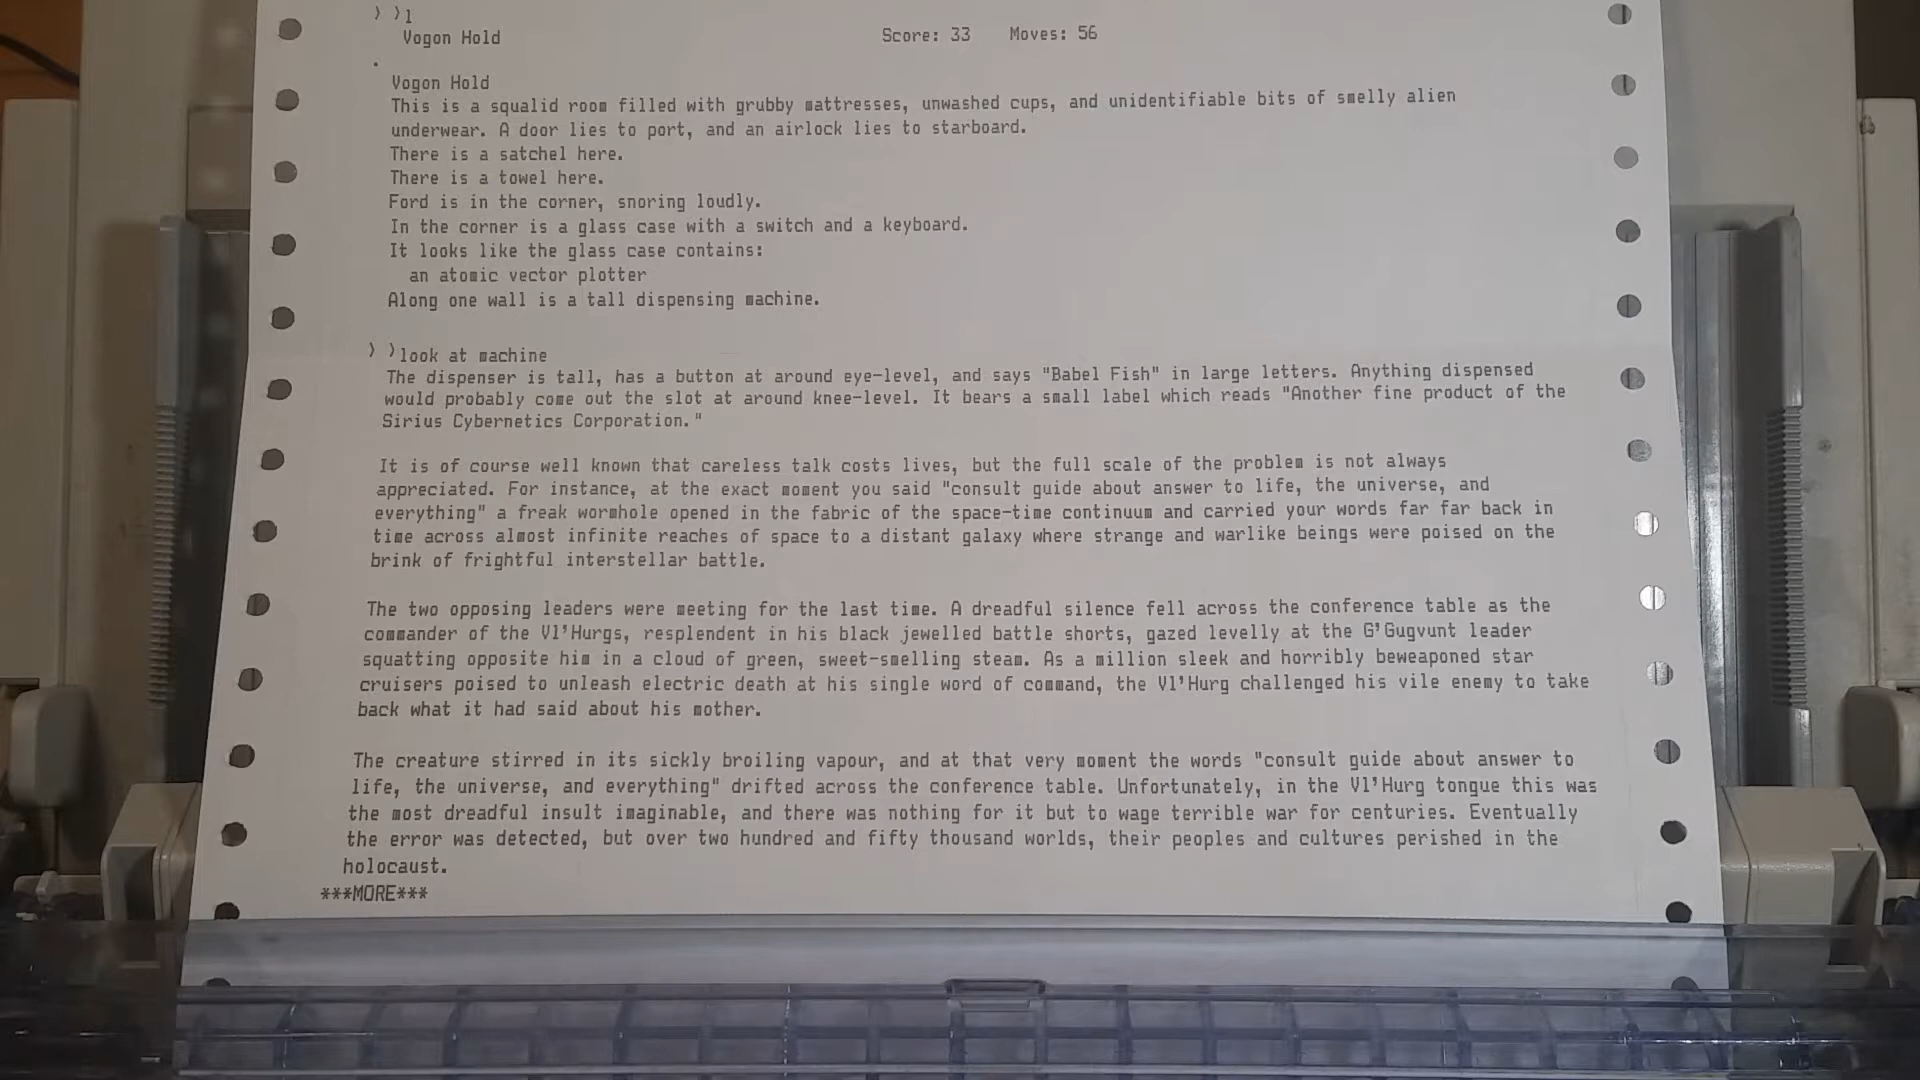 〉 〉l
Vogon Hold Score: 33 Moves: 56
.
Vogon Hold
This is a squalid room filled with grubby mattresses, unwashed cups, and unidentifiable bits of smelly alien
underwear. A door lies to port, and an airlock lies to starboard.
There is a satchel here.
There is a towel here.
Ford is in the corner, snoring loudly.
In the corner is a glass case with a switch and a keyboard.
It looks like the glass case contains:
an atomic vector plotter
Along one wall is a tall dispensing machine.
〉 〉look at machine
The dispenser is tall, has a button at around eye-level, and says "Babel Fish" in large letters. Anything dispensed
would probably come out the slot at around knee-level. It bears a small label which reads "Another fine product of the
Sirius Cybernetics Corporation."
It is of course well known that careless talk costs lives, but the full scale of the problem is not always
appreciated. For instance, at the exact moment you said "consult guide about answer to life, the universe, and
everything" a freak wormhole opened in the fabric of the space-time continuum and carried your words far far back in
time across almost infinite reaches of space to a distant galaxy where strange and warlike beings were poised on the
brink of frightful interstellar battle.
The two opposing leaders were meeting for the last time. A dreadful silence fell across the conference table as the
commander of the Vl'Hurgs, resplendent in his black jewelled battle shorts, gazed levelly at the G'Gugvunt leader
squatting opposite him in a cloud of green, sweet-smelling steam. As a million sleek and horribly beweaponed star
cruisers poised to unleash electric death at his single word of command, the Vl'Hurg challenged his vile enemy to take
back what it had said about his mother.
The creature stirred in its sickly broiling vapour, and at that very moment the words "consult guide about answer to
life, the universe, and everything" drifted across the conference table. Unfortunately, in the Vl'Hurg tongue this was
the most dreadful insult imaginable, and there was nothing for it but to wage terrible war for centuries. Eventually
the error was detected, but over two hundred and fifty thousand worlds, their peoples and cultures perished in the
holocaust.
***MORE***